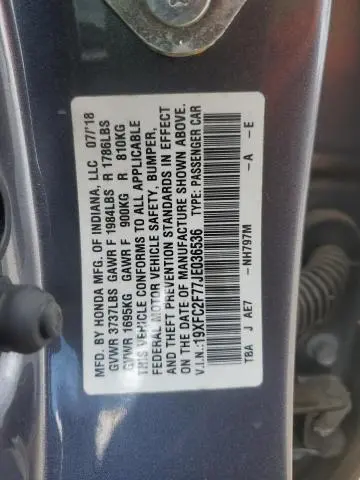 MFD. BY HONDA MFG. OF INDIANA, LLC 07/'18
GVWR 3737LBS GAWR F 1984LBS R 1786LBS
GVWR 1695KG GAWR F 900KG R 810KG
THIS VEHICLE CONFORMS TO ALL APPLICABLE
FEDERAL MOTOR VEHICLE SAFETY, BUMPER,
AND THEFT PREVENTION STANDARDS IN EFFECT
ON THE DATE OF MANUFACTURE SHOWN ABOVE.
V.I.N.:19XFC2F77JE036536 TYPE: PASSENGER CAR
TBA J AE7 -NH797M -A -E